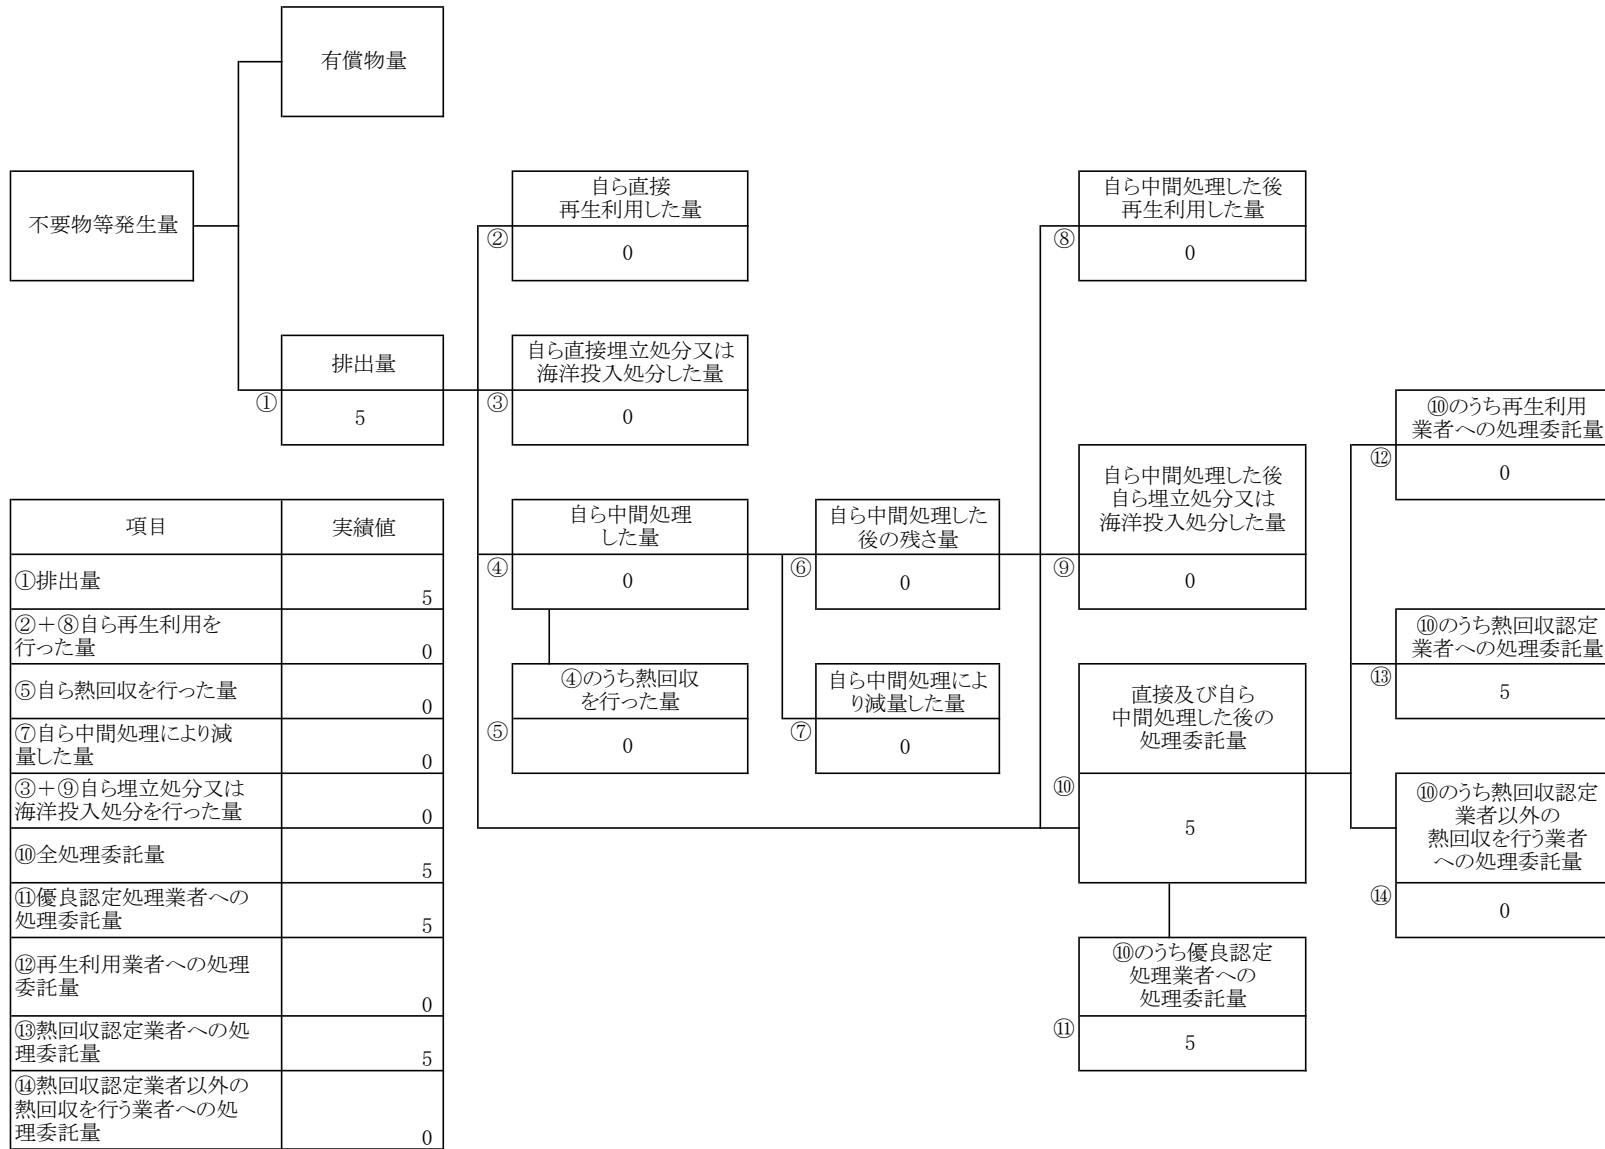 有償物量
不要物等発生量
自ら直接
再生利用した量
②
0
自ら中間処理した後
再生利用した量
⑧
0
排出量
①
5
自ら直接埋立処分又は
海洋投入処分した量
③
0
⑩のうち再生利用
業者への処理委託量
⑫
0
自ら中間処理した後
自ら埋立処分又は
海洋投入処分した量
⑨
0
自ら中間処理
した量
④
0
自ら中間処理した
後の残さ量
⑥
0
⑩のうち熱回収認定
業者への処理委託量
⑬
5
④のうち熱回収
を行った量
⑤
0
自ら中間処理によ
り減量した量
⑦
0
直接及び自ら
中間処理した後の
処理委託量
⑩
5
⑩のうち熱回収認定
業者以外の
熱回収を行う業者
への処理委託量
⑭
0
⑩のうち優良認定
処理業者への
処理委託量
⑪
5
項目 実績値
①排出量
5
②＋⑧自ら再生利用を
行った量 0
⑤自ら熱回収を行った量
0
⑦自ら中間処理により減
量した量 0
③＋⑨自ら埋立処分又は
海洋投入処分を行った量 0
⑩全処理委託量
5
⑪優良認定処理業者への
処理委託量 5
⑫再生利用業者への処理
委託量
0
⑬熱回収認定業者への処
理委託量 5
⑭熱回収認定業者以外の
熱回収を行う業者への処
理委託量 0